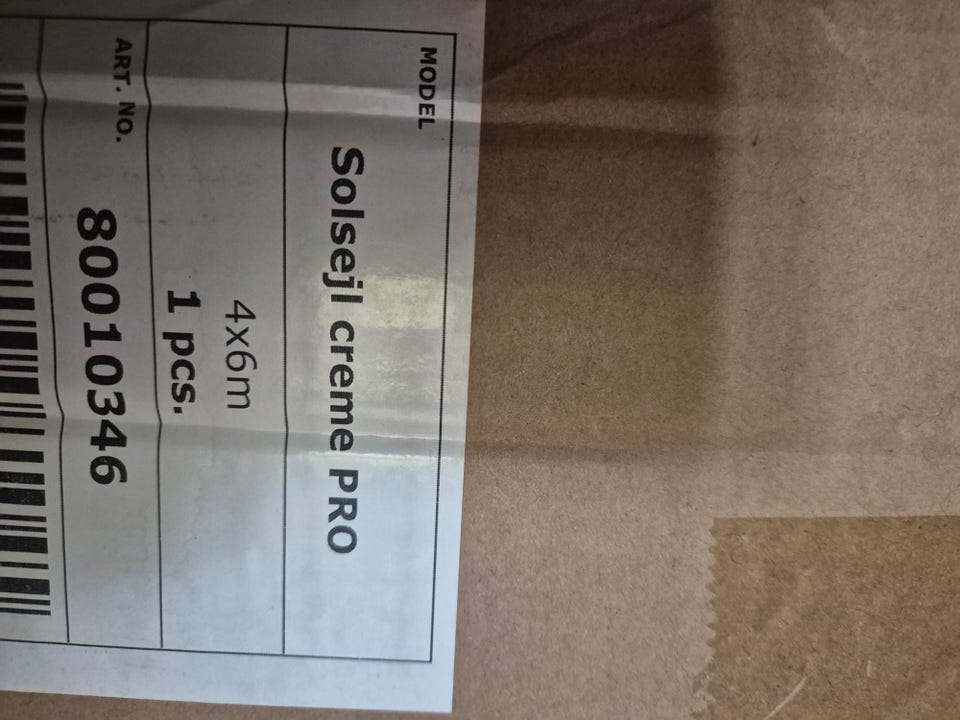 MODEL
Solsejl creme PRO
4x6m
1 pcs.
ART. NO.
80010346